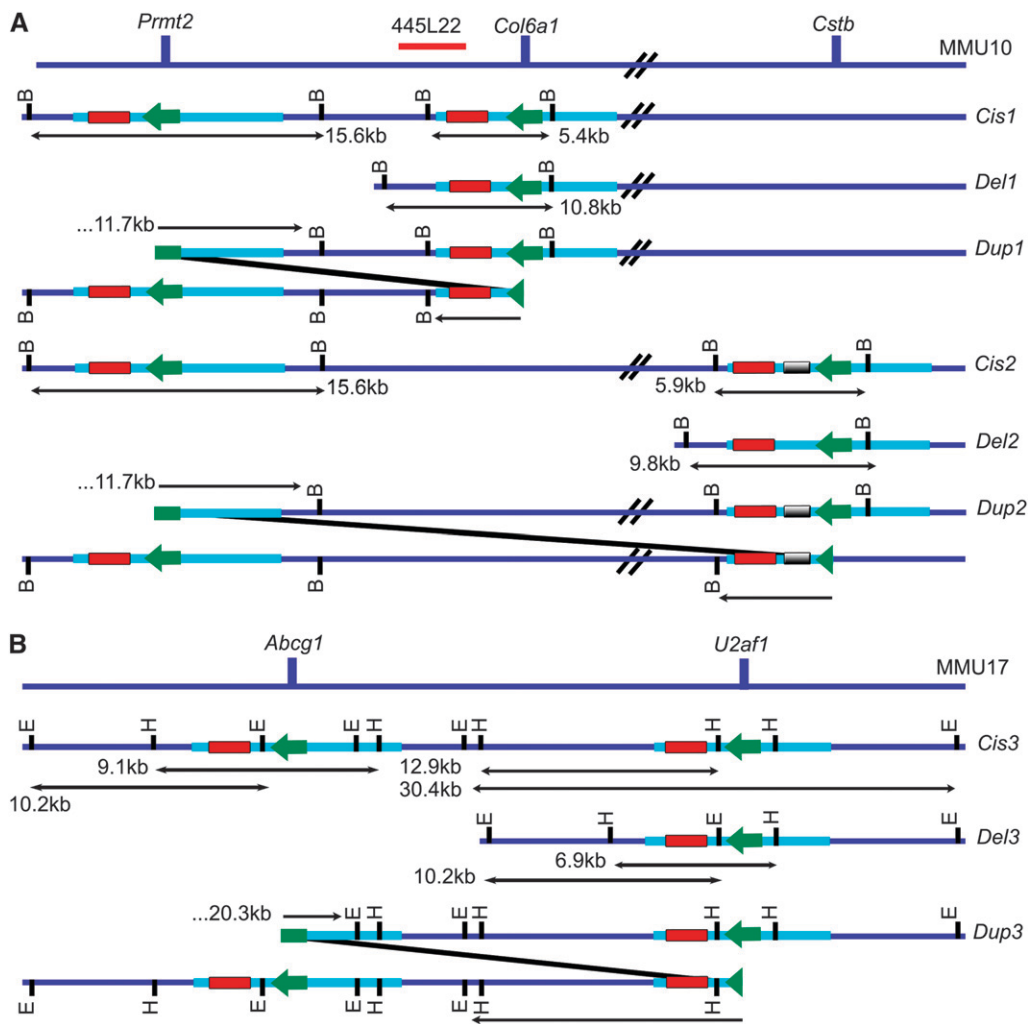 A
Prmt2 445L22 Col6a1 Cstb
MMU10
B B B B Cis1
15.6kb 5.4kb
B B Del1
10.8kb
...11.7kb B B B Dup1
B B B
B B B B Cis2
15.6kb 5.9kb
B B Del2
9.8kb
...11.7kb B B B Dup2
B B B
B
Abcg1 U2af1
MMU17
E H E E H E H H H E Cis3
9.1kb 12.9kb
10.2kb 30.4kb
E H E H E Del3
6.9kb
10.2kb
...20.3kb E H E H H H E Dup3
E H E E H E H H